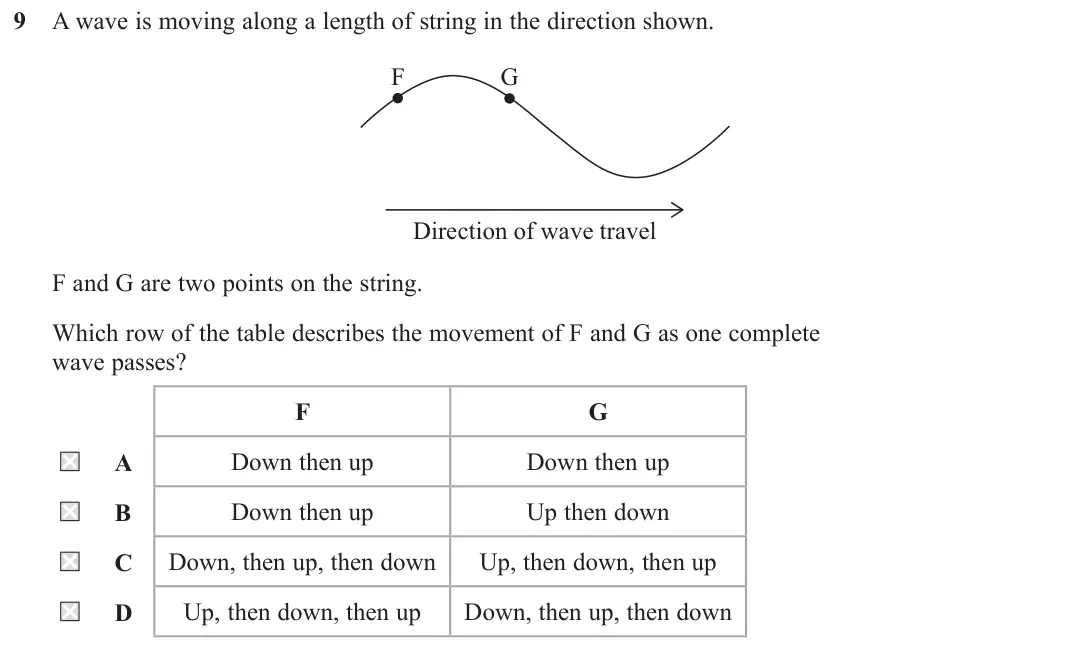 9 A wave is moving along a length of string in the direction shown.
F G
Direction of wave travel
F and G are two points on the string.
Which row of the table describes the movement of F and G as one complete
wave passes?
F G
A Down then up Down then up
B Down then up Up then down
C Down, then up, then down Up, then down, then up
D Up, then down, then up Down, then up, then down